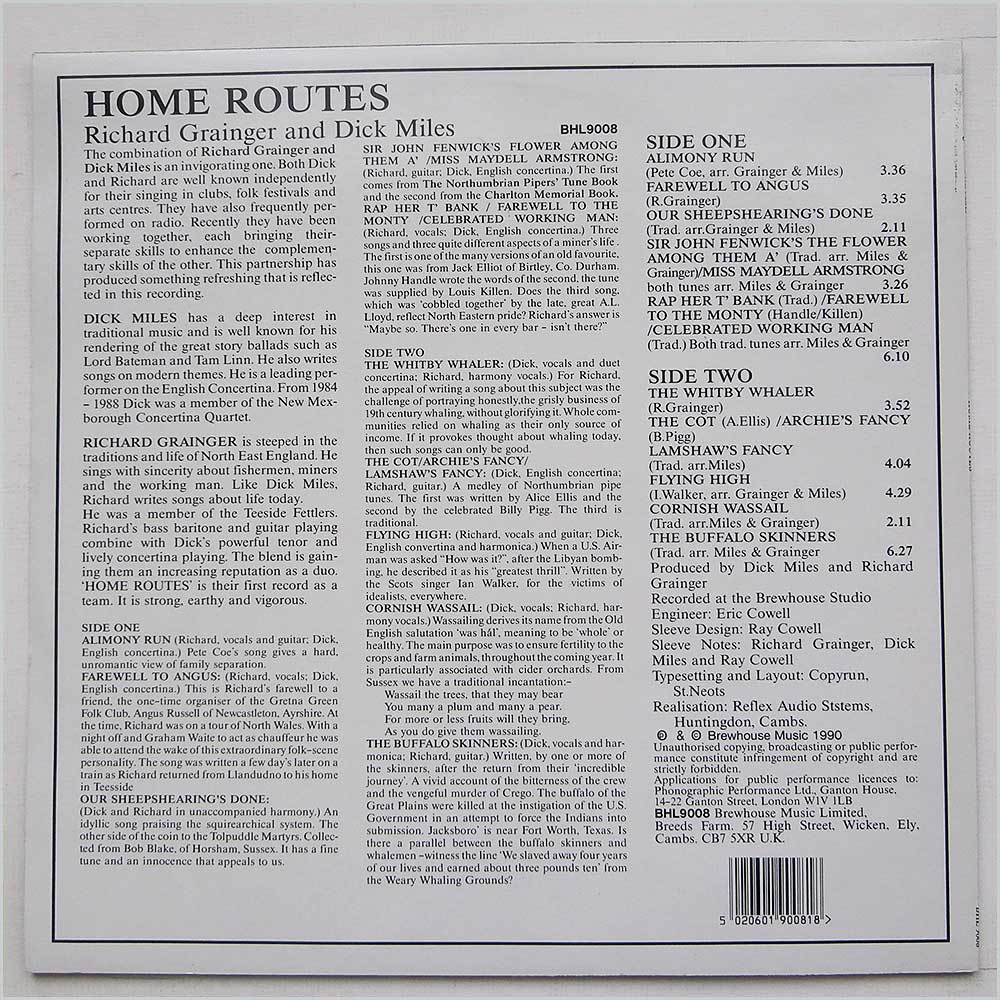 HOME ROUTES
Richard Grainger and Dick Miles
BHL9008
The combination of Richard Grainger and
Dick Miles is an invigorating one. Both Dick
and Richard are well known independently
for their singing in clubs, folk festivals and
arts centres. They have also frequently per-
formed on radio. Recently they have been
working together, each bringing their-
separate skills to enhance the complemen-
tary skills of the other. This partnership has
produced something refreshing that is reflec-
ted in this recording.
DICK MILES has a deep interest in
traditional music and is well known for his
rendering of the great story ballads such as
Lord Bateman and Tam Linn. He also writes
songs on modern themes. He is a leading per-
former on the English Concertina. From 1984
- 1988 Dick was a member of the New Mex-
borough Concertina Quartet.
RICHARD GRAINGER is steeped in the
traditions and life of North East England. He
sings with sincerity about fishermen, miners
and the working man. Like Dick Miles,
Richard writes songs about life today.
He was a member of the Teeside Fettlers.
Richard's bass baritone and guitar playing
combine with Dick's powerful tenor and
lively concertina playing. The blend is gain-
ing them an increasing reputation as a duo.
'HOME ROUTES' is their first record as a
team. It is strong, earthy and vigorous.
SIDE ONE
ALIMONY RUN (Richard, vocals and guitar; Dick,
English concertina.) Pete Coe's song gives a hard,
unromantic view of family separation.
FAREWELL TO ANGUS: (Richard, vocals; Dick,
English concertina.) This is Richard's farewell to a
friend, the one-time organiser of the Gretna Green
Folk Club, Angus Russell of Newcastleton, Ayrshire. At
the time, Richard was on a tour of North Wales. With a
night off and Graham Waite to act as chauffeur he was
able to attend the wake of this extraordinary folk-scene
personality. The song was written a few day's later on a
train as Richard returned from Llandudno to his home
in Teesside
OUR SHEEPSHEARING'S DONE:
(Dick and Richard in unaccompanied harmony.) An
idyllic song praising the squirearchical system. The
other side of the coin to the Tolpuddle Martyrs. Collec-
ted from Bob Blake, of Horsham, Sussex. It has a fine
tune and an innocence that appeals to us.
SIR JOHN FENWICK'S FLOWER AMONG
THEM A' /MISS MAYDELL ARMSTRONG:
(Richard, guitar; Dick, English concertina.) The first
comes from The Northumbrian Pipers' Tune Book
and the second from the Charlton Memorial Book.
RAP HER T' BANK / FAREWELL TO THE
MONTY /CELEBRATED WORKING MAN:
(Richard, vocals; Dick, English concertina.) Three
songs and three quite different aspects of a miner's life .
The first is one of the many versions of an old favourite,
this one was from Jack Elliot of Birtley, Co. Durham.
Johnny Handle wrote the words of the second, the tune
was supplied by Louis Killen. Does the third song,
which was 'cobbled together' by the late, great A.L.
Lloyd, reflect North Eastern pride? Richard's answer is
"Maybe so. There's one in every bar - isn't there?"
SIDE TWO
THE WHITBY WHALER: (Dick, vocals and duet
concertina; Richard, harmony vocals.) For Richard,
the appeal of writing a song about this subject was the
challenge of portraying honestly,the grisly business of
19th century whaling, without glorifying it. Whole com-
munities relied on whaling as their only source of
income. If it provokes thought about whaling today,
then such songs can only be good.
THE COT/ARCHIE'S FANCY/
LAMSHAW'S FANCY: (Dick, English concertina;
Richard, guitar.) A medley of Northumbrian pipe
tunes. The first was written by Alice Ellis and the
second by the celebrated Billy Pigg. The third is
traditional.
FLYING HIGH: (Richard, vocals and guitar; Dick,
English convertina and harmonica.) When a U.S. Air-
man was asked "How was it?", after the Libyan bomb-
ing, he described it as his "greatest thrill". Written by
the Scots singer Ian Walker, for the victims of
idealists, everywhere.
CORNISH WASSAIL: (Dick, vocals; Richard, har-
mony vocals.) Wassailing derives its name from the Old
English salutation 'was hál', meaning to be 'whole' or
healthy. The main purpose was to ensure fertility to the
crops and farm animals, throughout the coming year. It
is particularly associated with cider orchards. From
Sussex we have a traditional incantation:-
Wassail the trees, that they may bear
You many a plum and many a pear.
For more or less fruits will they bring,
As you do give them wassailing.
THE BUFFALO SKINNERS: (Dick, vocals and har-
monica; Richard, guitar.) Written, by one or more of
the skinners, after the return from their 'incredible
journey'. A vivid account of the bitterness of the crew
and the vengeful murder of Crego. The buffalo of the
Great Plains were killed at the instigation of the U.S.
Government in an attempt to force the Indians into
submission. Jacksboro' is near Fort Worth, Texas. Is
there a parallel between the buffalo skinners and
whalemen -witness the line 'We slaved away four years
of our lives and earned about three pounds ten' from
the Weary Whaling Grounds?
SIDE ONE
ALIMONY RUN
(Pete Coe, arr. Grainger & Miles) 3.36
FAREWELL TO ANGUS
(R.Grainger) 3.35
OUR SHEEPSHEARING'S DONE
(Trad. arr.Grainger & Miles) 2.11
SIR JOHN FENWICK'S THE FLOWER
AMONG THEM A' (Trad. arr. Miles &
Grainger)/MISS MAYDELL ARMSTRONG
both tunes arr. Miles & Grainger 3.26
RAP HER T' BANK (Trad.) /FAREWELL
TO THE MONTY (Handle/Killen)
/CELEBRATED WORKING MAN
(Trad.) Both trad. tunes arr. Miles & Grainger
6.10
SIDE TWO
THE WHITBY WHALER
(R.Grainger) 3.52
THE COT (A.Ellis) /ARCHIE'S FANCY
(B.Pigg)
LAMSHAW'S FANCY
(Trad. arr.Miles) 4.04
FLYING HIGH
(I.Walker, arr. Grainger & Miles) 4.29
CORNISH WASSAIL
(Trad. arr.Miles & Grainger) 2.11
THE BUFFALO SKINNERS
(Trad. arr. Miles & Grainger 6.27
Produced by Dick Miles and Richard
Grainger
Recorded at the Brewhouse Studio
Engineer: Eric Cowell
Sleeve Design: Ray Cowell
Sleeve Notes: Richard Grainger, Dick
Miles and Ray Cowell
Typesetting and Layout: Copyrun,
St.Neots
Realisation: Reflex Audio Ststems,
Huntingdon, Cambs.
℗ & © Brewhouse Music 1990
Unauthorised copying, broadcasting or public perfor-
mance constitute infringement of copyright and are
strictly forbidden.
Applications for public performance licences to:
Phonographic Performance Ltd., Ganton House,
14-22 Ganton Street, London W1V 1LB
BHL9008 Brewhouse Music Limited,
Breeds Farm. 57 High Street, Wicken, Ely,
Cambs. CB7 5XR U.K.
5 020601 900818 >